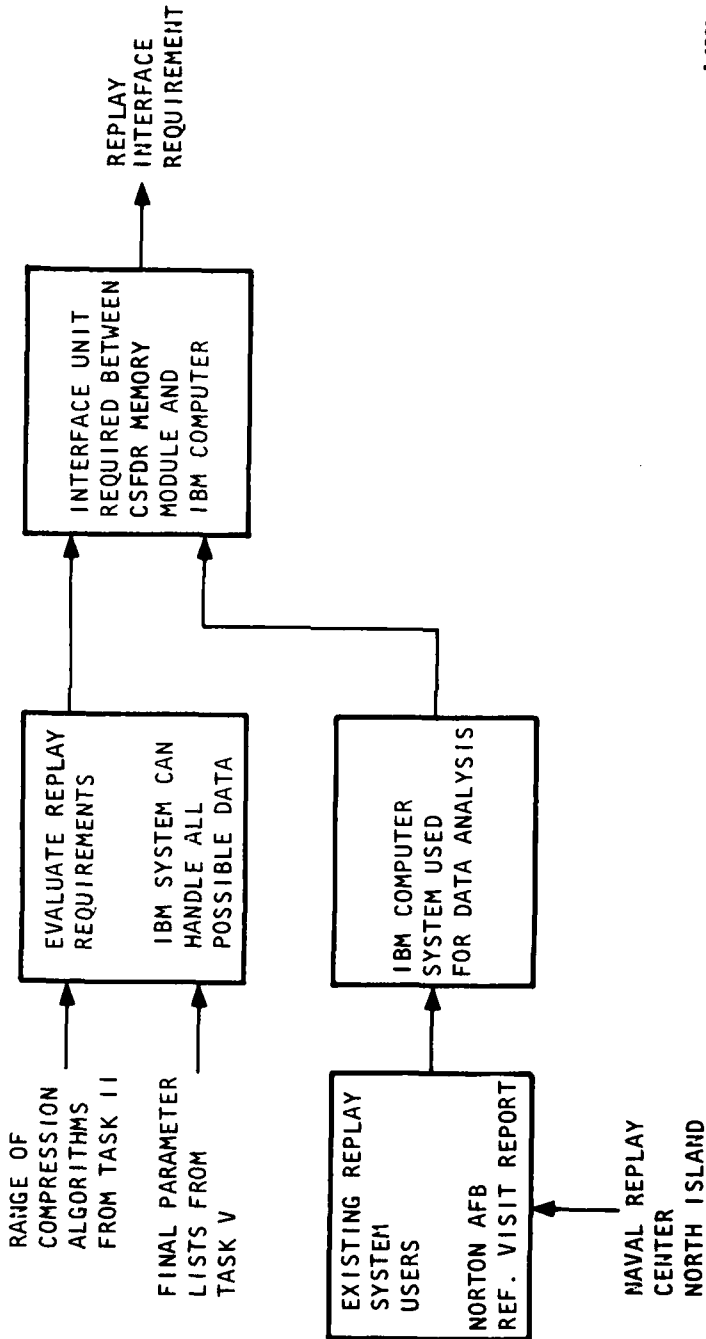 RANGE OF
COMPRESSION
ALGORITHMS
FROM TASK II
FINAL PARAMETER
LISTS FROM
TASK V
EVALUATE REPLAY
REQUIREMENTS
IBM SYSTEM CAN
HANDLE ALL
POSSIBLE DATA
INTERFACE UNIT
REQUIRED BETWEEN
CSFDR MEMORY
MODULE AND
IBM COMPUTER
REPLAY
INTERFACE
REQUIREMENT
EXISTING REPLAY
SYSTEM
USERS
NORTON AFB
REF. VISIT REPORT
IBM COMPUTER
SYSTEM USED
FOR DATA ANALYSIS
NAVAL REPLAY
CENTER
NORTH ISLAND